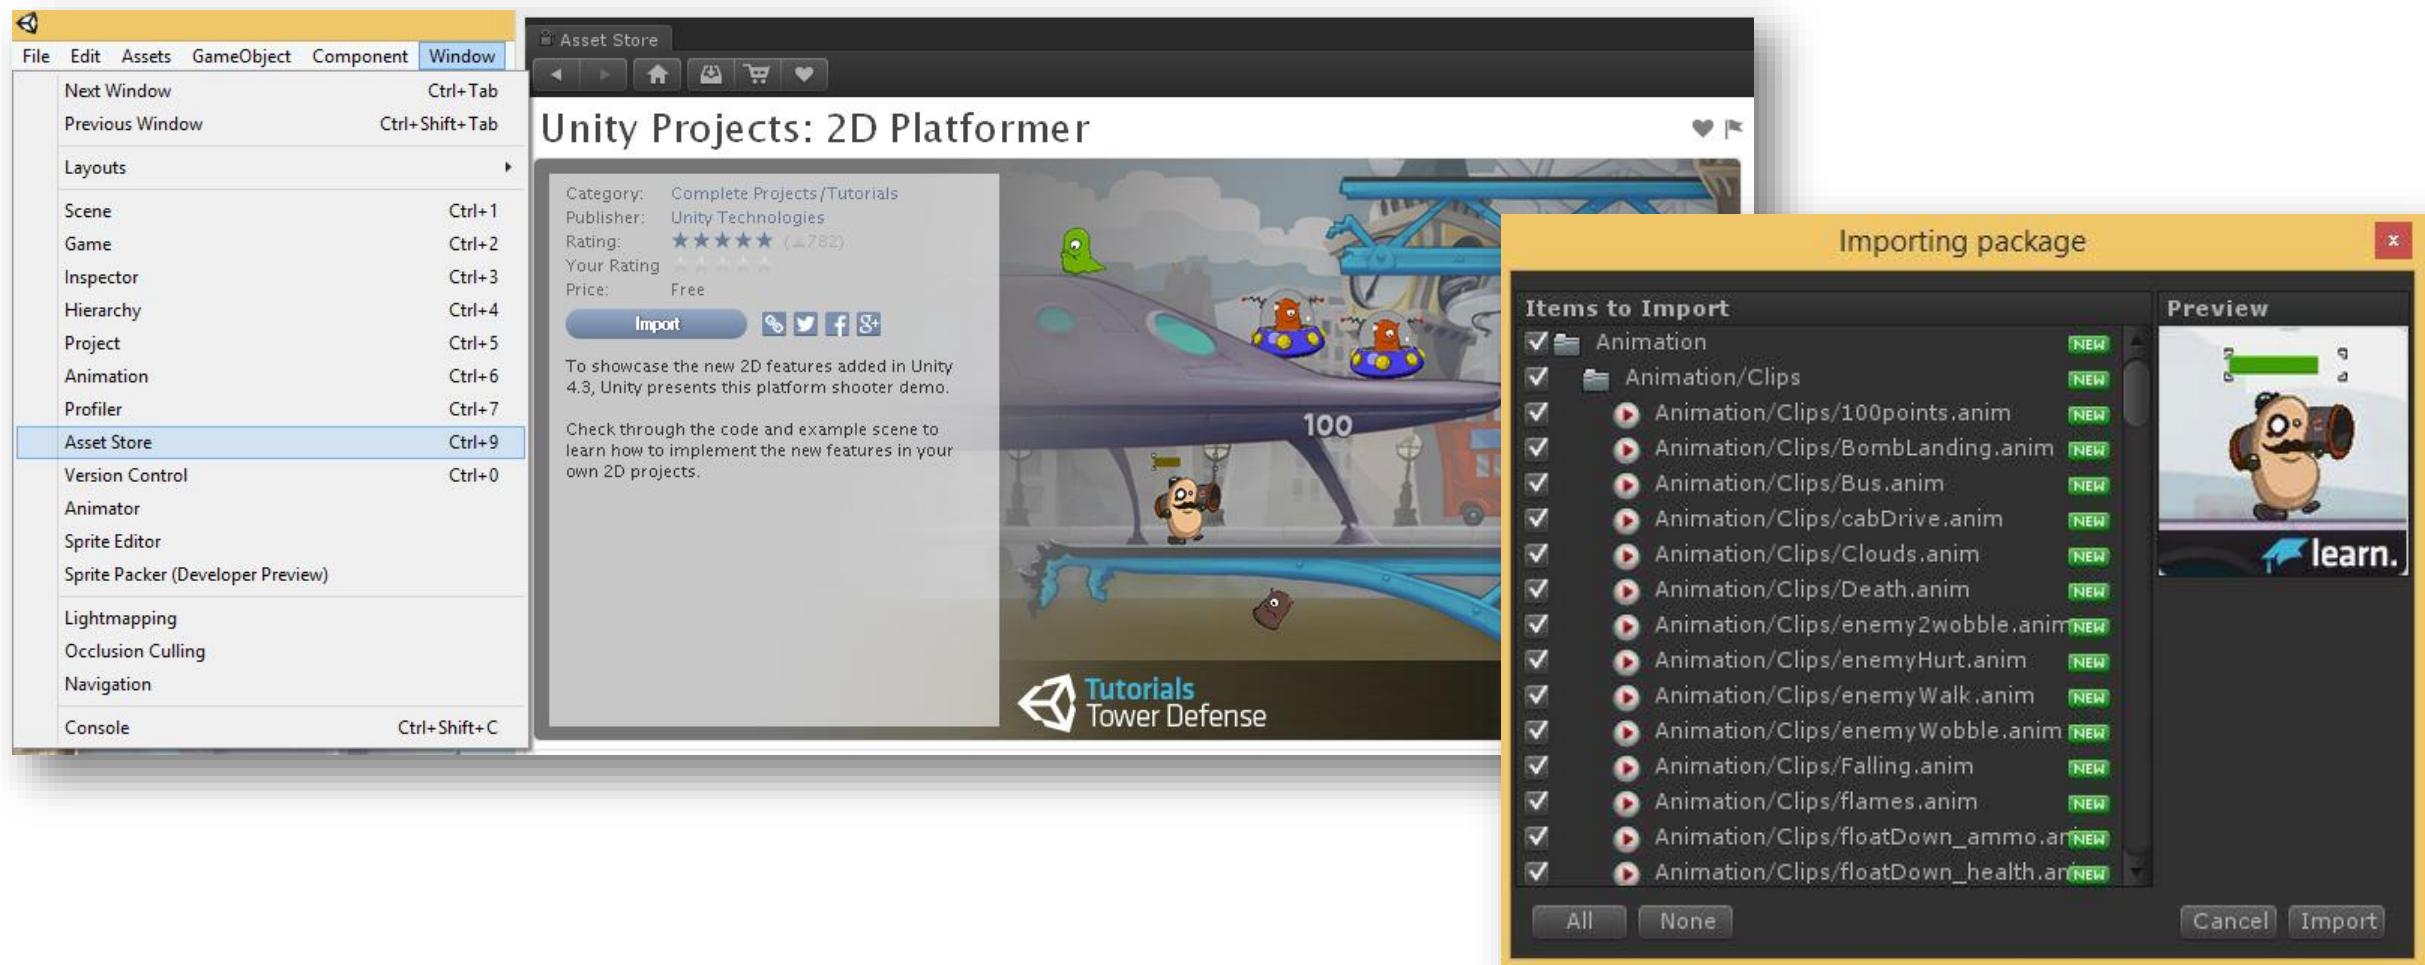 File Edit Assets GameObject Component Window
Next Window Ctrl+Tab
Previous Window Ctrl+Shift+Tab
Layouts
Scene Ctrl+1
Game Ctrl+2
Inspector Ctrl+3
Hierarchy Ctrl+4
Project Ctrl+5
Animation Ctrl+6
Profiler Ctrl+7
Asset Store Ctrl+9
Version Control Ctrl+0
Animator
Sprite Editor
Sprite Packer (Developer Preview)
Lightmapping
Occlusion Culling
Navigation
Console Ctrl+Shift+C
Asset Store
Unity Projects: 2D Platformer
Category: Complete Projects/Tutorials
Publisher: Unity Technologies
Rating: (782)
Your Rating
Price: Free
Import
To showcase the new 2D features added in Unity
4.3, Unity presents this platform shooter demo.
Check through the code and example scene to
learn how to implement the new features in your
own 2D projects.
100
Tutorials
Tower Defense
Importing package
Items to Import
Animation NEW
Animation/Clips NEW
Animation/Clips/100points.anim NEW
Animation/Clips/BombLanding.anim NEW
Animation/Clips/Bus.anim NEW
Animation/Clips/cabDrive.anim NEW
Animation/Clips/Clouds.anim NEW
Animation/Clips/Death.anim NEW
Animation/Clips/enemy2wobble.anim NEW
Animation/Clips/enemyHurt.anim NEW
Animation/Clips/enemyWalk.anim NEW
Animation/Clips/enemyWobble.anim NEW
Animation/Clips/Falling.anim NEW
Animation/Clips/flames.anim NEW
Animation/Clips/floatDown_ammo.an NEW
Animation/Clips/floatDown_health.an NEW
Preview
learn.
All None Cancel Import